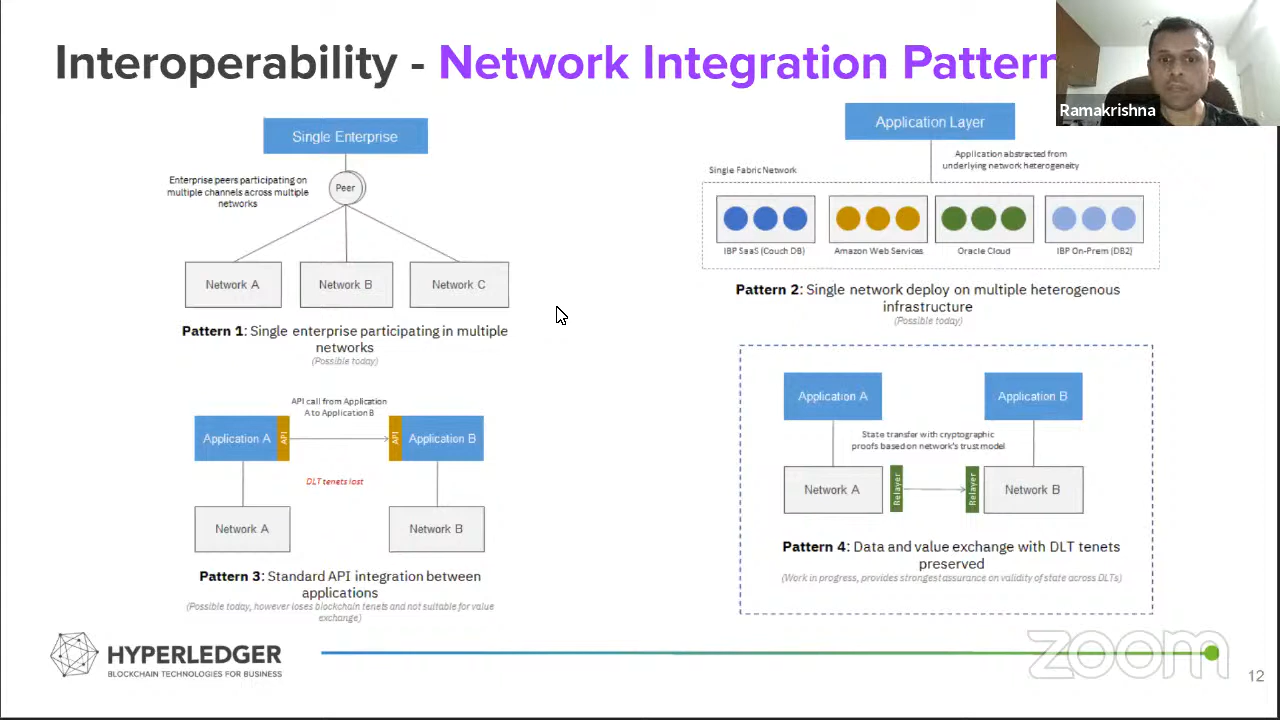 Interoperability - Network Integration Pattern
Ramakrishna
Single Enterprise
Enterprise peers participating on
multiple channels across multiple
networks
Peer
Network A
Network B
Network C
Pattern 1: Single enterprise participating in multiple
networks
(Possible today)
Application Layer
Application abstracted from
underlying network heterogeneity
Single Fabric Network
IBP SaaS (Couch DB)
Amazon Web Services
Oracle Cloud
IBP On-Prem (DB2)
Pattern 2: Single network deploy on multiple heterogenous
infrastructure
(Possible today)
API call from Application
A to Application B
Application A
API
API
Application B
DLT tenets lost
Network A
Network B
Pattern 3: Standard API integration between
applications
(Possible today, however loses blockchain tenets and not suitable for value
exchange)
Application A
Application B
State transfer with cryptographic
proofs based on network's trust model
Network A
Relayer
Relayer
Network B
Pattern 4: Data and value exchange with DLT tenets
preserved
(Work in progress, provides strongest assurance on validity of state across DLTs)
HYPERLEDGER
BLOCKCHAIN TECHNOLOGIES FOR BUSINESS
zoom
12